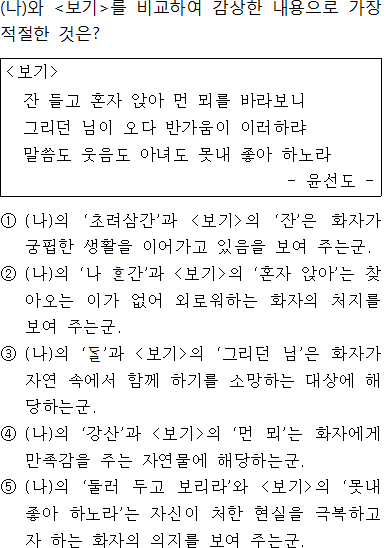 (나)와 <보기>를 비교하여 감상한 내용으로 가장
적절한 것은?
<보기>
잔 들고 혼자 앉아 먼 뫼를 바라보니
그리던 님이 오다 반가움이 이러하랴
말씀도 웃음도 아녀도 못내 좋아 하노라
- 윤선도 -
① (나)의 ‘초려삼간’과 <보기>의 ‘잔’은 화자가
궁핍한 생활을 이어가고 있음을 보여 주는군.
② (나)의 ‘나 ᄒᆞᆫ간’과 <보기>의 ‘혼자 앉아’는 찾
아오는 이가 없어 외로워하는 화자의 처지를
보여 주는군.
③ (나)의 ‘ᄃᆞᆯ’과 <보기>의 ‘그리던 님’은 화자가
자연 속에서 함께 하기를 소망하는 대상에 해
당하는군.
④ (나)의 ‘강산’과 <보기>의 ‘먼 뫼’는 화자에게
만족감을 주는 자연물에 해당하는군.
⑤ (나)의 ‘둘러 두고 보리라’와 <보기>의 ‘못내
좋아 하노라’는 자신이 처한 현실을 극복하고
자 하는 화자의 의지를 보여 주는군.